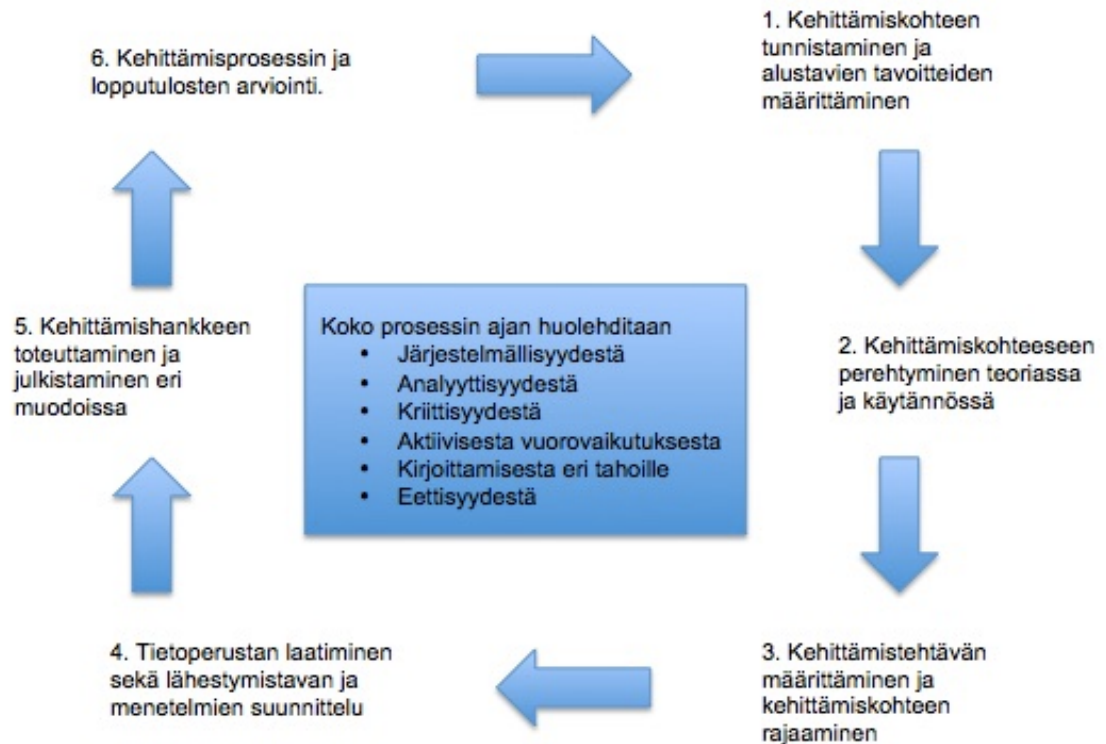 1. Kehittämiskohteen
tunnistaminen ja
alustavien tavoitteiden
määrittäminen
2. Kehittämiskohteeseen
perehtyminen teoriassa
ja käytännössä
3. Kehittämistehtävän
määrittäminen ja
kehittämiskohteen
rajaaminen
4. Tietoperustan laatiminen
sekä lähestymistavan ja
menetelmien suunnittelu
5. Kehittämishankkeen
toteuttaminen ja
julkistaminen eri
muodoissa
6. Kehittämisprosessin ja
lopputulosten arviointi.
Koko prosessin ajan huolehditaan
• Järjestelmällisyydestä
• Analyyttisyydestä
• Kriittisyydestä
• Aktiivisesta vuorovaikutuksesta
• Kirjoittamisesta eri tahoille
• Eettisyydestä